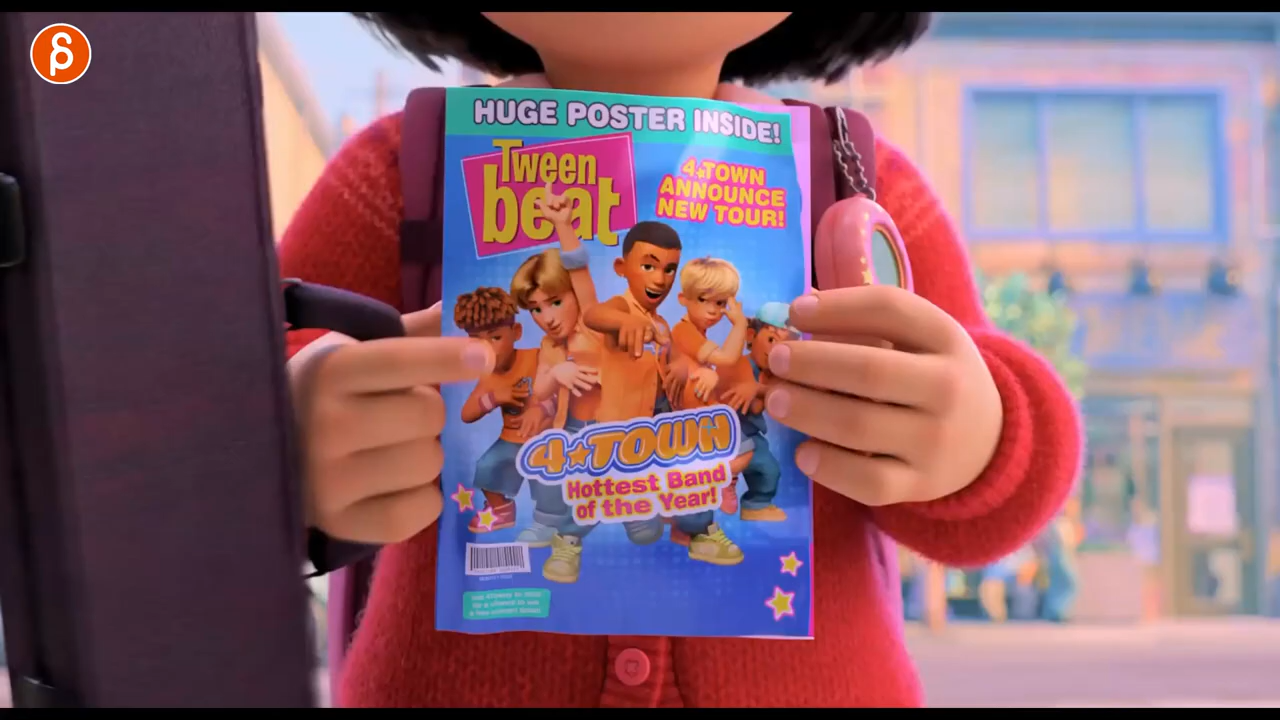 HUGE POSTER INSIDE!
Tween
beat
4★TOWN
ANNOUNCE
NEW TOUR!
4★TOWN
Hottest Band
of the Year!